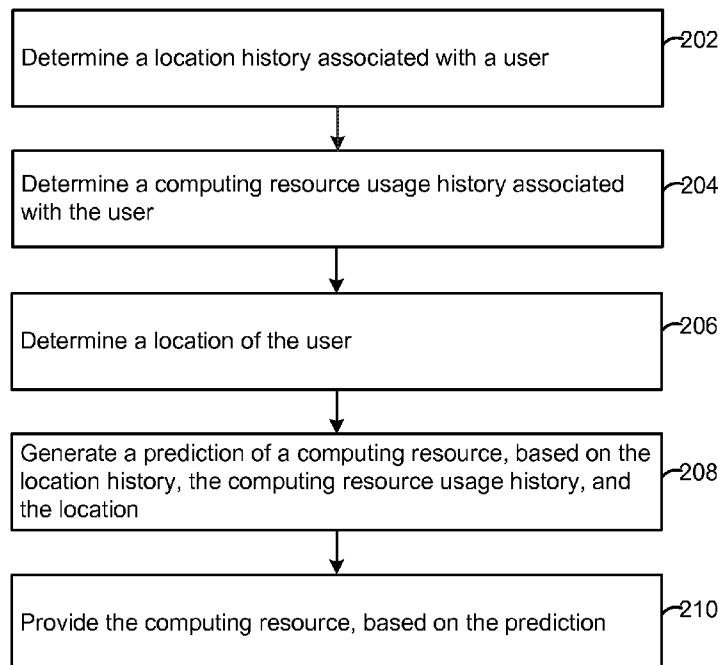 Determine a location history associated with a user
202
Determine a computing resource usage history associated
with the user
204
Determine a location of the user
206
Generate a prediction of a computing resource, based on the
location history, the computing resource usage history, and
the location
208
Provide the computing resource, based on the prediction
210